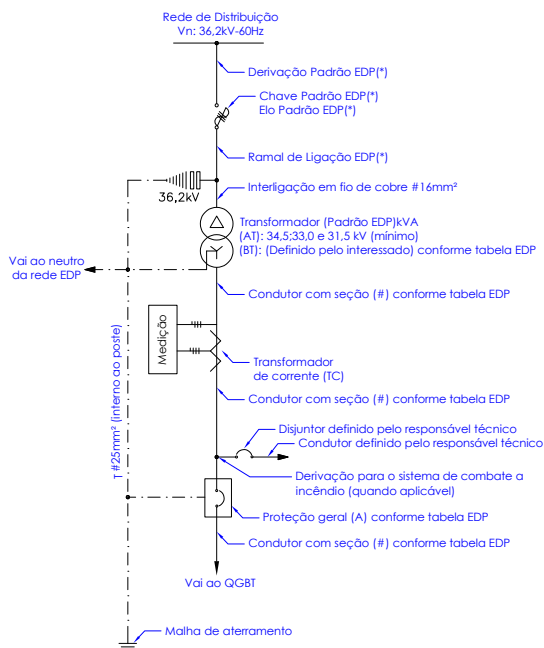 Rede de Distribuição
Vn: 36,2kV-60Hz
Derivação Padrão EDP(*)
Chave Padrão EDP(*)
Elo Padrão EDP(*)
Ramal de Ligação EDP(*)
36,2kV
Interligação em fio de cobre #16mm²
Transformador (Padrão EDP)kVA
(AT): 34,5;33,0 e 31,5 kV (mínimo)
(BT): (Definido pelo interessado) conforme tabela EDP
Vai ao neutro
da rede EDP
Condutor com seção (#) conforme tabela EDP
Medição
T #25mm² (interno ao poste)
Transformador
de corrente (TC)
Condutor com seção (#) conforme tabela EDP
Disjuntor definido pelo responsável técnico
Condutor definido pelo responsável técnico
Derivação para o sistema de combate a
incêndio (quando aplicável)
Proteção geral (A) conforme tabela EDP
Condutor com seção (#) conforme tabela EDP
Vai ao QGBT
Malha de aterramento